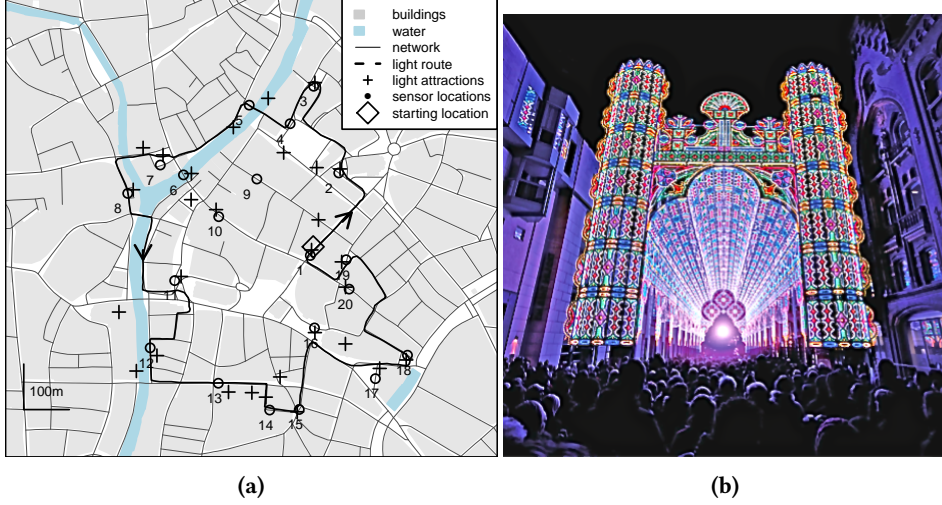 buildings
water
network
light route
light attractions
sensor locations
starting location
3
5
4
2
7
6
9
8
10
1
19
11
20
16
12
18
13
17
14
15
100m
(a)
(b)